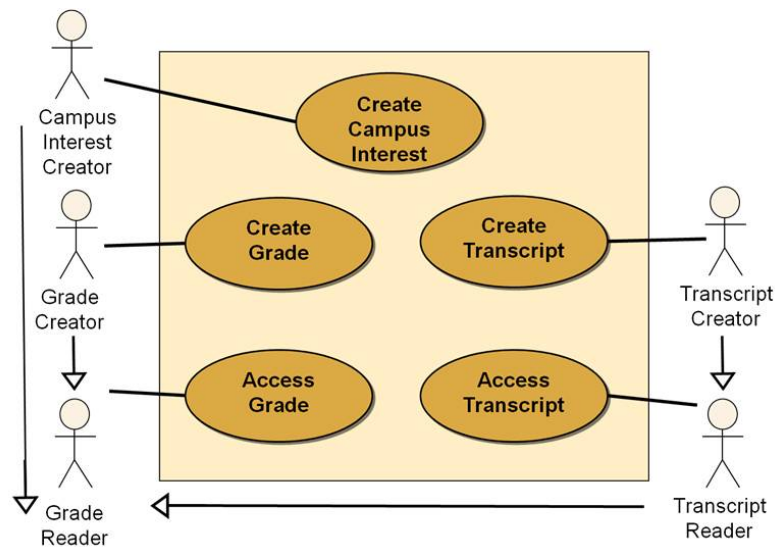 Campus
Interest
Creator
Create
Campus
Interest
Grade
Creator
Create
Grade
Create
Transcript
Transcript
Creator
Grade
Reader
Access
Grade
Access
Transcript
Transcript
Reader